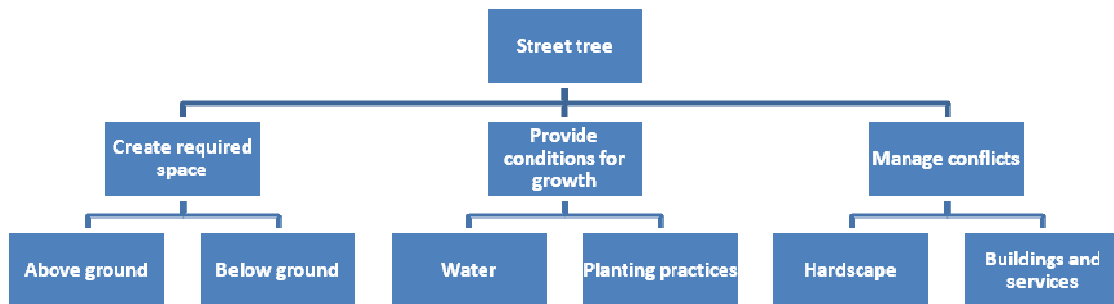 Street tree
Create required
space
Provide
conditions for
growth
Manage conflicts
Above ground
Below ground
Water
Planting practices
Hardscape
Buildings and
services